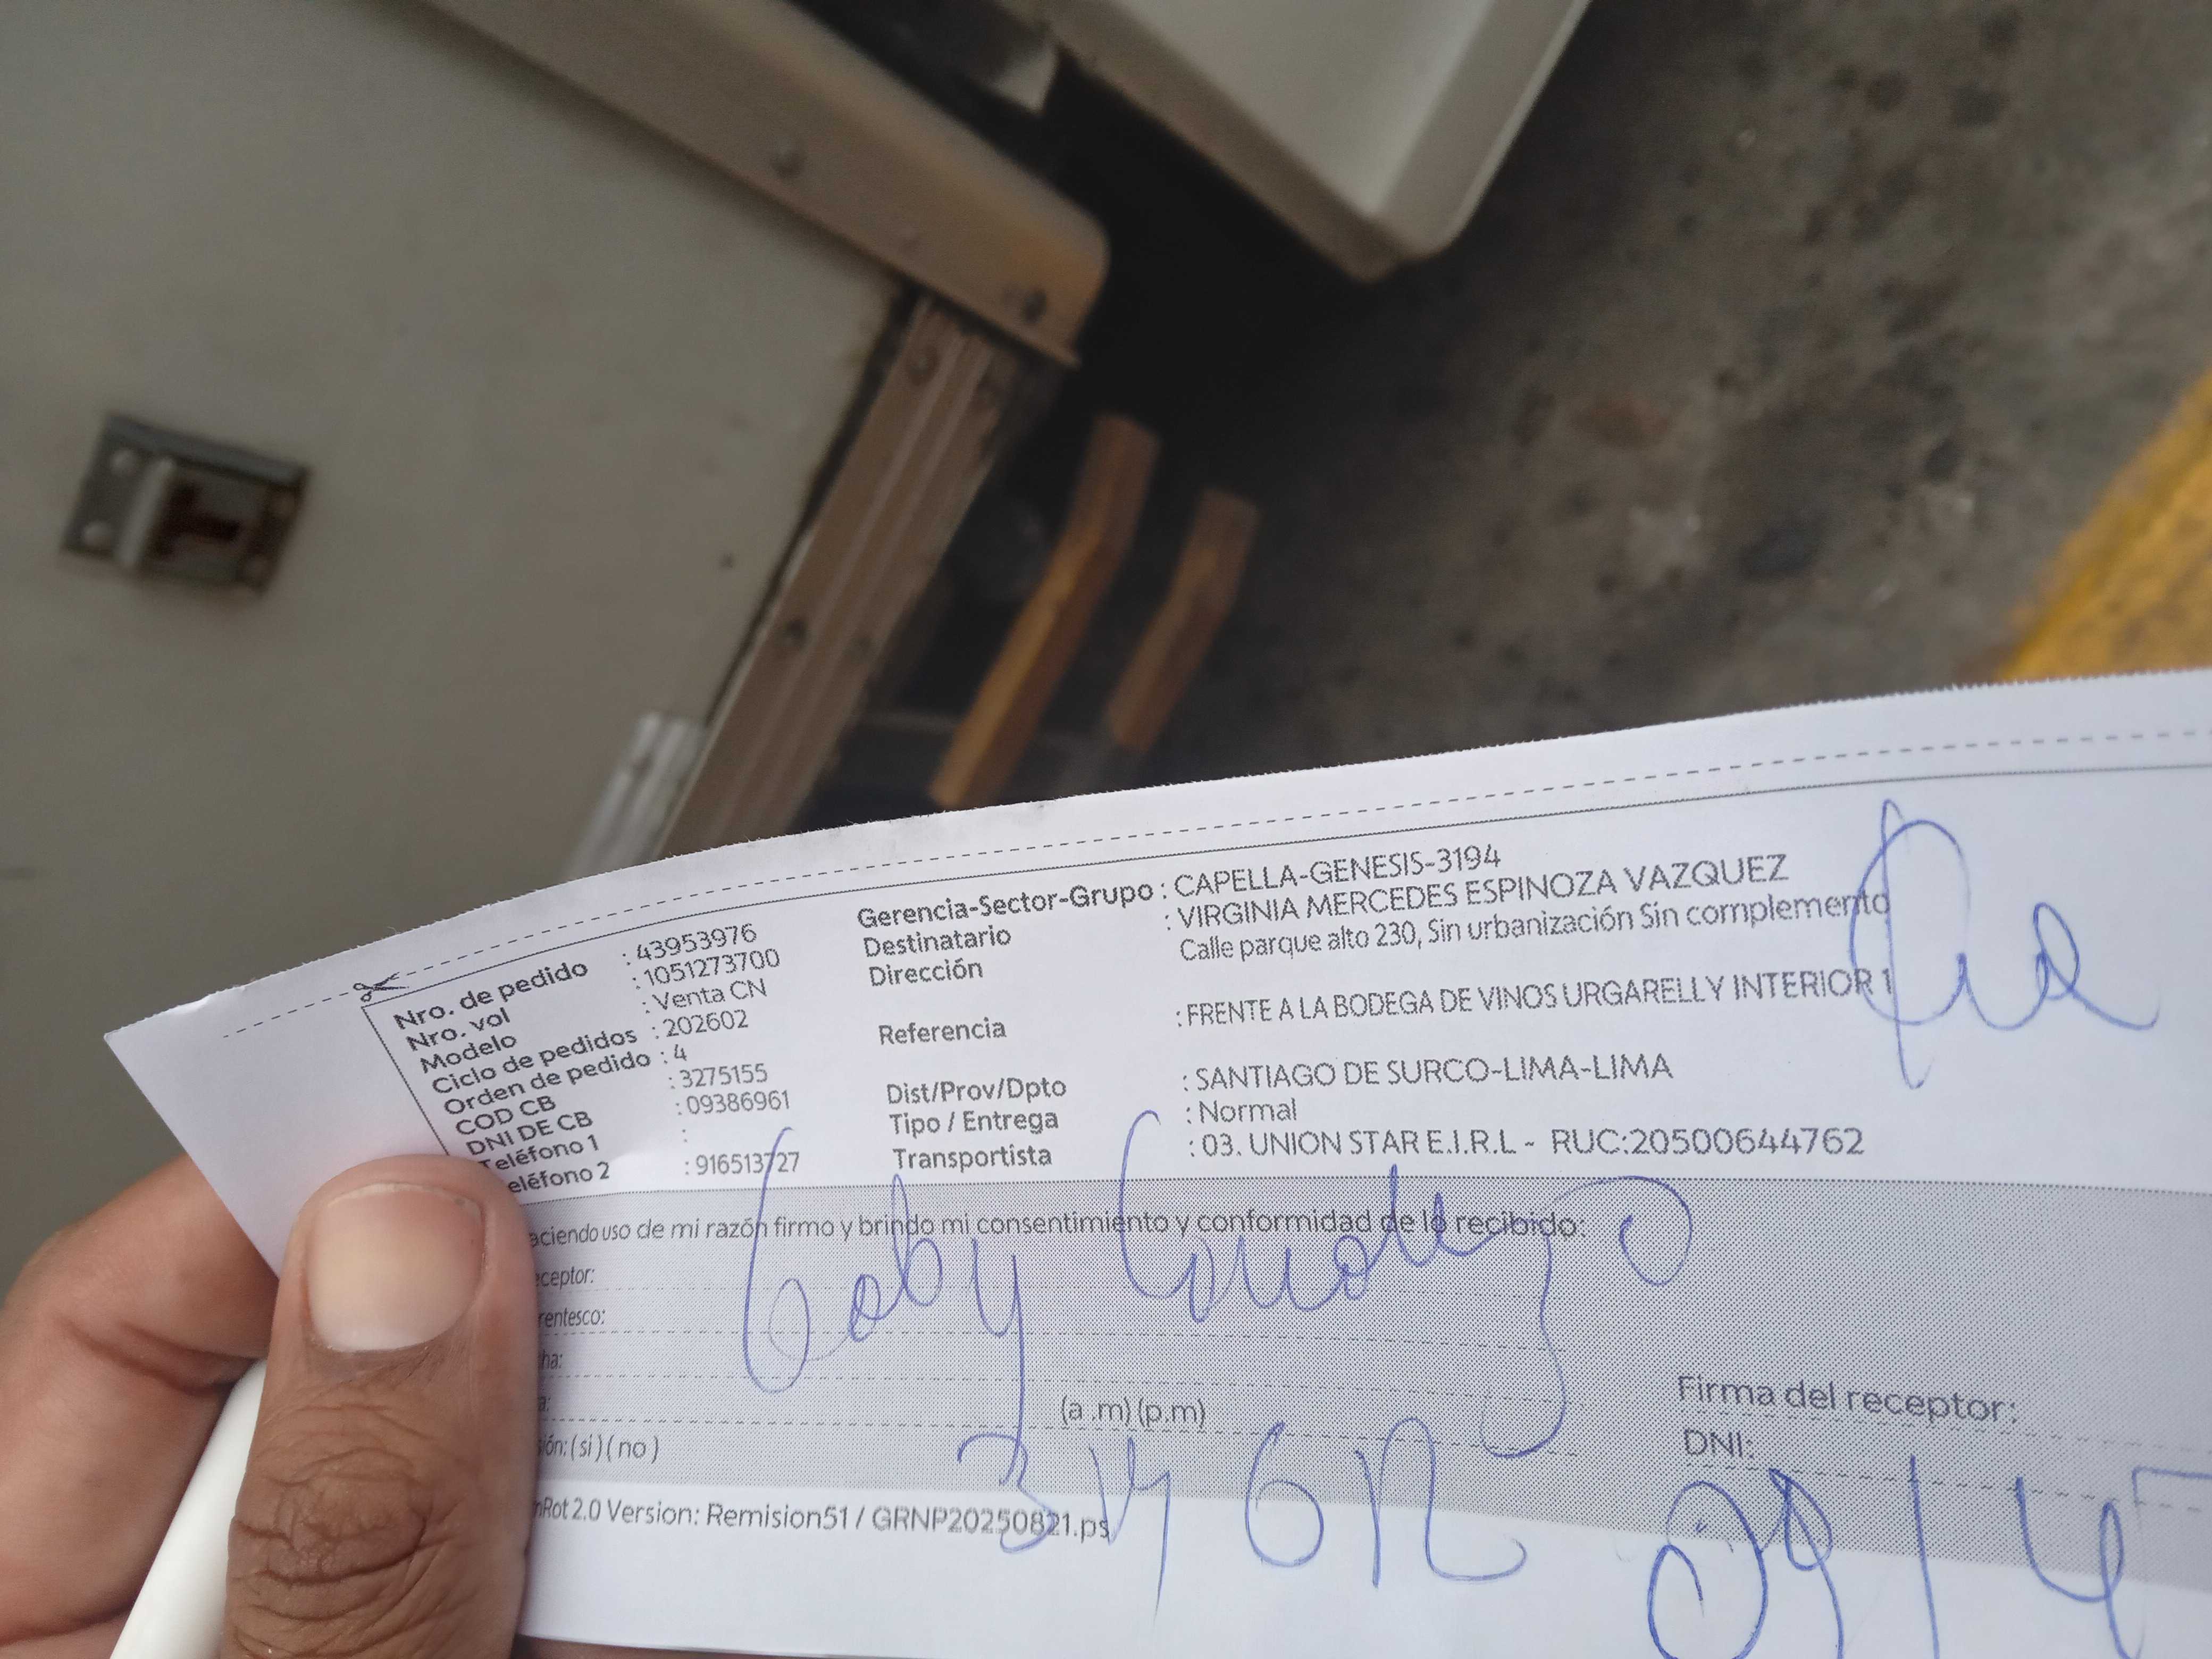 Nro. de pedido : 43953976
Nro. vol : 1051273700
Modelo : Venta CN
Ciclo de pedidos : 202602
Orden de pedido : 4
COD CB : 3275155
DNI DE CB : 09386961
Teléfono 1 :
eléfono 2 : 916513727
Gerencia-Sector-Grupo : CAPELLA-GENESIS-3194
Destinatario : VIRGINIA MERCEDES ESPINOZA VAZQUEZ
Dirección Calle parque alto 230, Sin urbanización Sin complemento
Referencia : FRENTE A LA BODEGA DE VINOS URGARELLY INTERIOR 1
Dist/Prov/Dpto : SANTIAGO DE SURCO-LIMA-LIMA
Tipo / Entrega : Normal
Transportista : 03. UNION STAR E.I.R.L - RUC:20500644762
aciendo uso de mi razón firmo y brindo mi consentimiento y conformidad de lo recibido:
eceptor:
Gaby
rentesco:
ha:
a: (a .m) (p.m)
sión: ( si ) ( no )
Firma del receptor:
DNI:
nRot 2.0 Version: Remision51 / GRNP20250821.ps